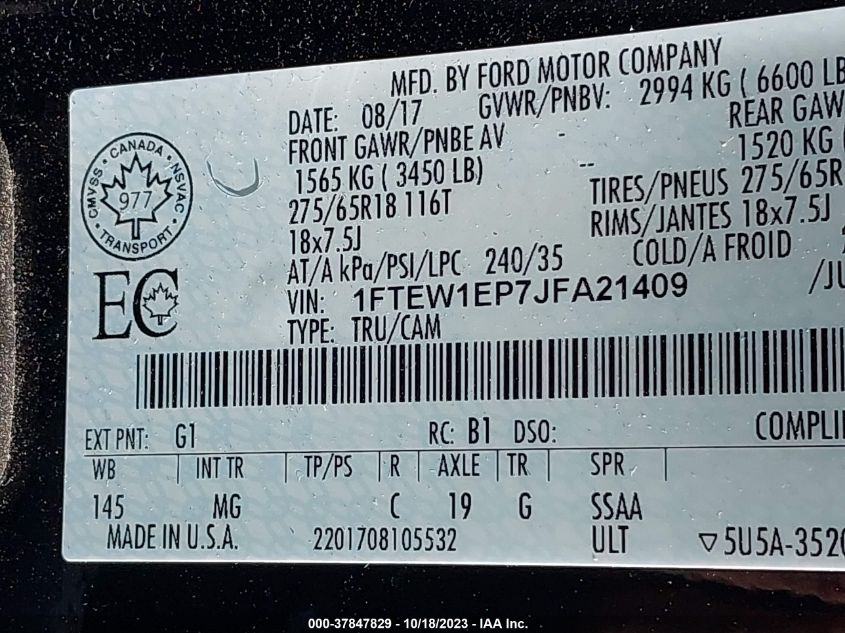 MFD. BY FORD MOTOR COMPANY
DATE: 08/17 GVWR/PNBV: 2994 KG ( 6600 LB
FRONT GAWR/PNBE AV - REAR GAW
1565 KG ( 3450 LB) -- 1520 KG (
275/65R18 116T TIRES/PNEUS 275/65R
18x7.5J RIMS/JANTES 18x7.5J
AT/A kPa/PSI/LPC 240/35 COLD/A FROID
VIN: 1FTEW1EP7JFA21409 /JU
TYPE: TRU/CAM
CANADA
CMVSS NSVAC
977
TRANSPORT
EC
EXT PNT: G1 RC: B1 DSO: COMPLI
WB | INT TR | TP/PS | R | AXLE | TR | SPR |
145 MG C 19 G SSAA
MADE IN U.S.A. 2201708105532 ULT ▽5U5A-3520
000-37847829 - 10/18/2023 - IAA Inc.